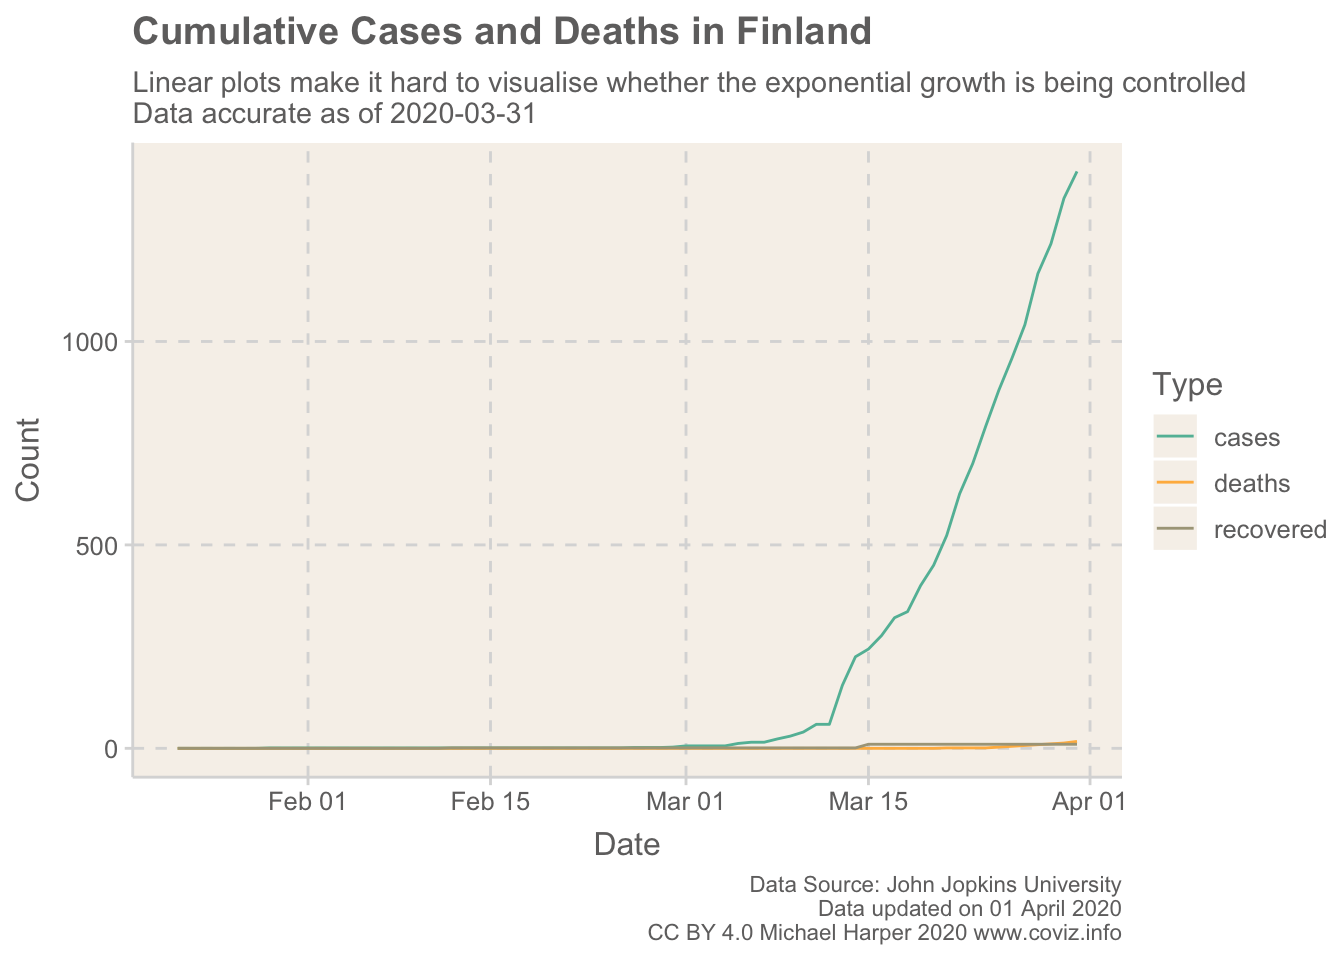 Cumulative Cases and Deaths in Finland
Linear plots make it hard to visualise whether the exponential growth is being controlled
Data accurate as of 2020-03-31
Count
1000
500
0
Feb 01
Feb 15
Mar 01
Mar 15
Apr 01
Date
Type
cases
deaths
recovered
Data Source: John Jopkins University
Data updated on 01 April 2020
CC BY 4.0 Michael Harper 2020 www.coviz.info